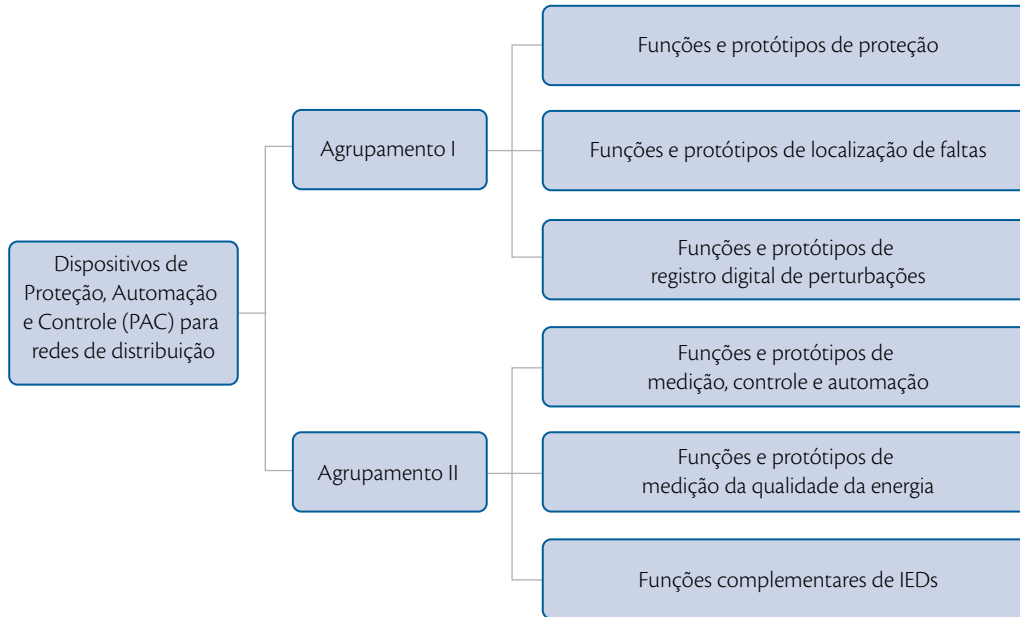 Dispositivos de
Proteção, Automação
e Controle (PAC) para
redes de distribuição
Agrupamento I
Funções e protótipos de proteção
Funções e protótipos de localização de faltas
Funções e protótipos de
registro digital de perturbações
Agrupamento II
Funções e protótipos de
medição, controle e automação
Funções e protótipos de
medição da qualidade da energia
Funções complementares de IEDs